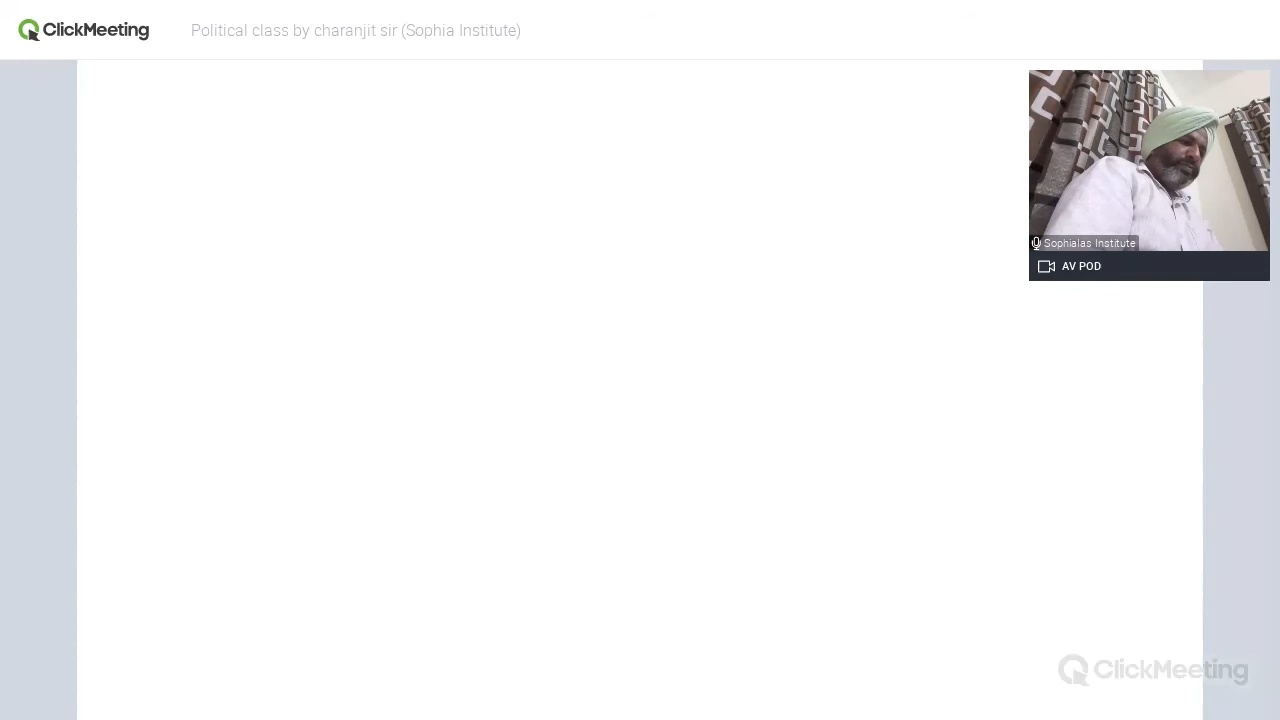 ClickMeeting
Political class by charanjit sir (Sophia Institute)
Sophialas Institute
AV POD
ClickMeeting